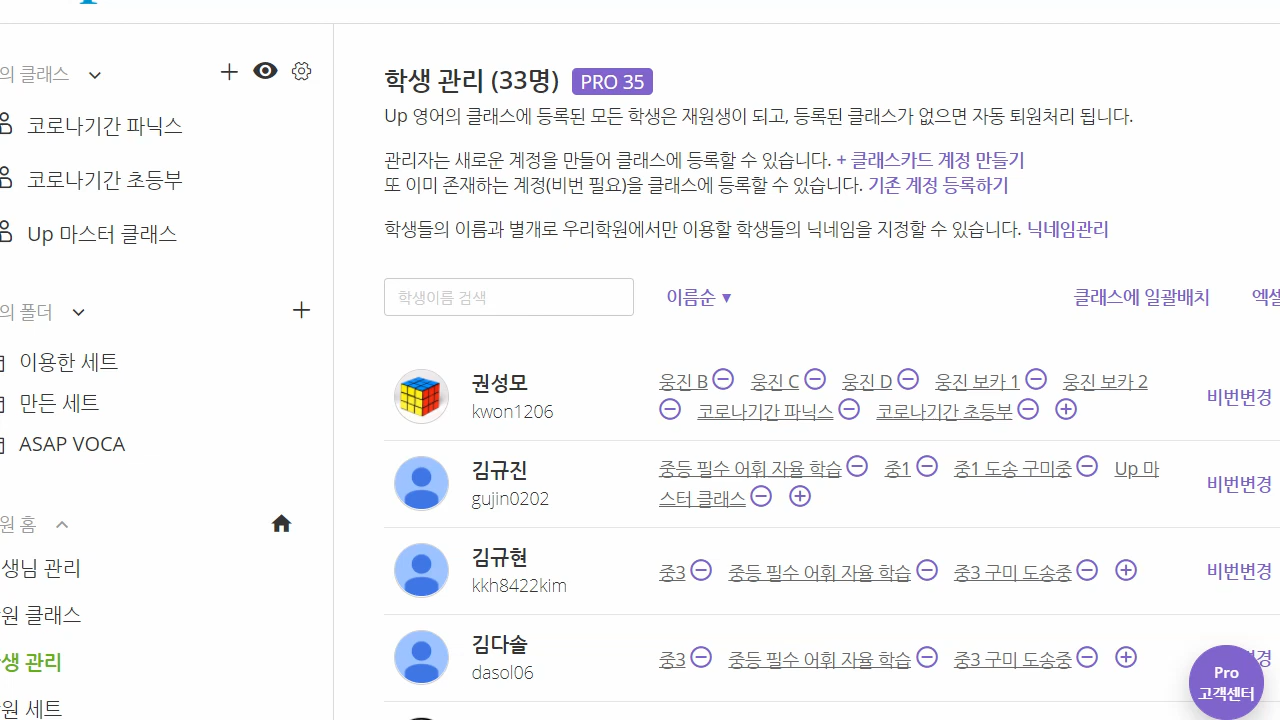 의 클래스
코로나기간 파닉스
코로나기간 초등부
Up 마스터 클래스
의 폴더
이용한 세트
만든 세트
ASAP VOCA
원 홈
생님 관리
원 클래스
생 관리
원 세트
학생 관리 (33명) PRO 35
Up 영어의 클래스에 등록된 모든 학생은 재원생이 되고, 등록된 클래스가 없으면 자동 퇴원처리 됩니다.
관리자는 새로운 계정을 만들어 클래스에 등록할 수 있습니다. + 클래스카드 계정 만들기
또 이미 존재하는 계정(비번 필요)을 클래스에 등록할 수 있습니다. 기존 계정 등록하기
학생들의 이름과 별개로 우리학원에서만 이용할 학생들의 닉네임을 지정할 수 있습니다. 닉네임관리
학생이름 검색 이름순 ▼ 클래스에 일괄배치 엑셀
권성모
kwon1206
웅진 B 웅진 C 웅진 D 웅진 보카 1 웅진 보카 2
코로나기간 파닉스 코로나기간 초등부
비번변경
김규진
gujin0202
중등 필수 어휘 자율 학습 중1 중1 도송 구미중 Up 마
스터 클래스
비번변경
김규현
kkh8422kim
중3 중등 필수 어휘 자율 학습 중3 구미 도송중
비번변경
김다솔
dasol06
중3 중등 필수 어휘 자율 학습 중3 구미 도송중
변경
Pro
고객센터